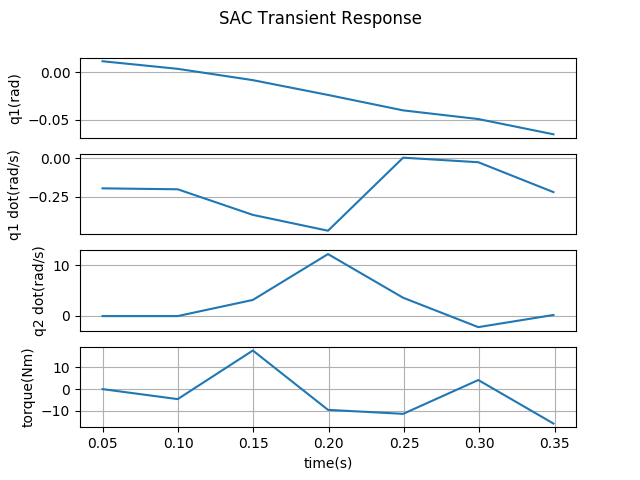 SAC Transient Response
q1(rad)
0.00
−0.05
q1 dot(rad/s)
0.00
−0.25
q2 dot(rad/s)
10
0
torque(Nm)
10
0
−10
0.05 0.10 0.15 0.20 0.25 0.30 0.35
time(s)